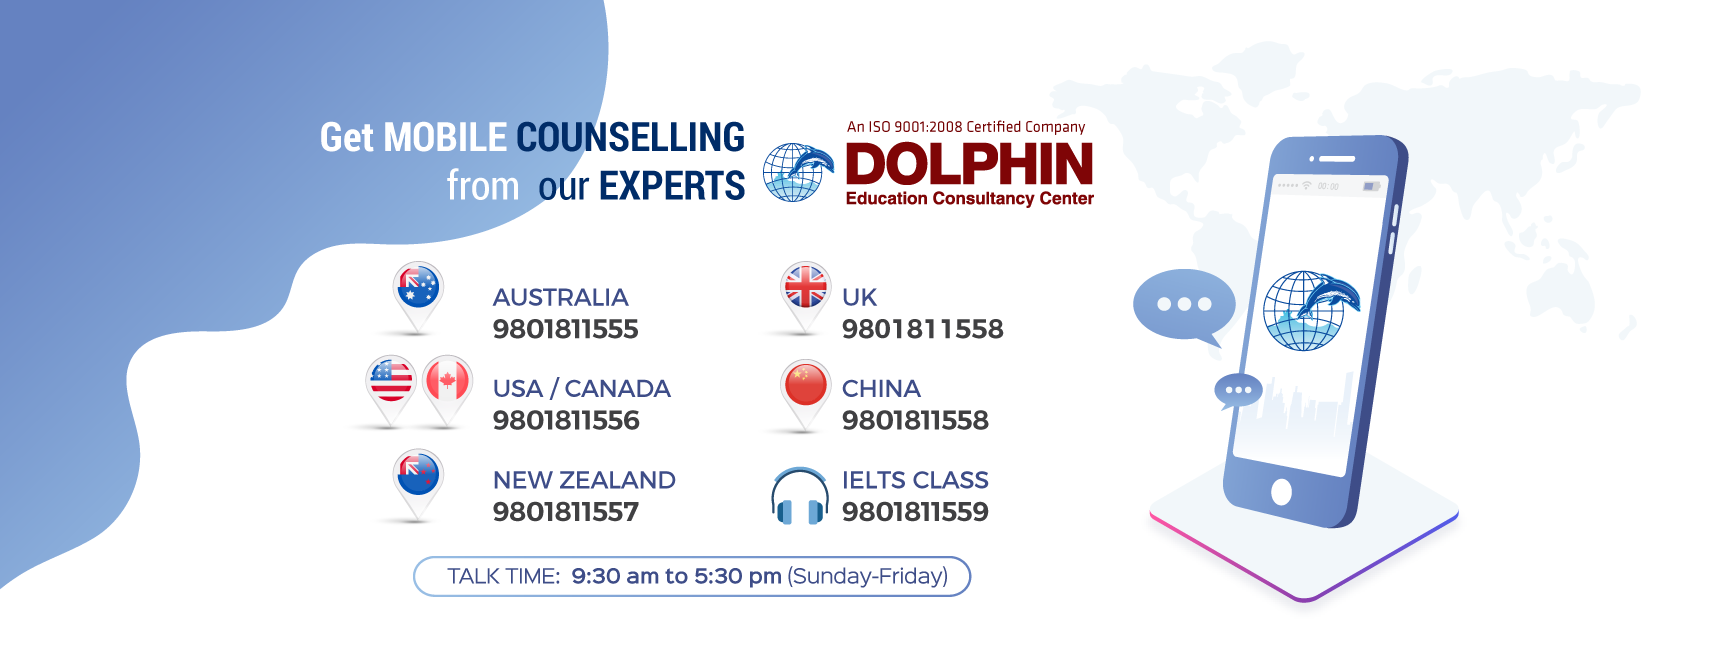 Get MOBILE COUNSELLING
from our EXPERTS
An ISO 9001:2008 Certified Company
DOLPHIN
Education Consultancy Center
AUSTRALIA
9801811555
UK
9801811558
USA / CANADA
9801811556
CHINA
9801811558
NEW ZEALAND
9801811557
IELTS CLASS
9801811559
TALK TIME: 9:30 am to 5:30 pm (Sunday-Friday)
00:00